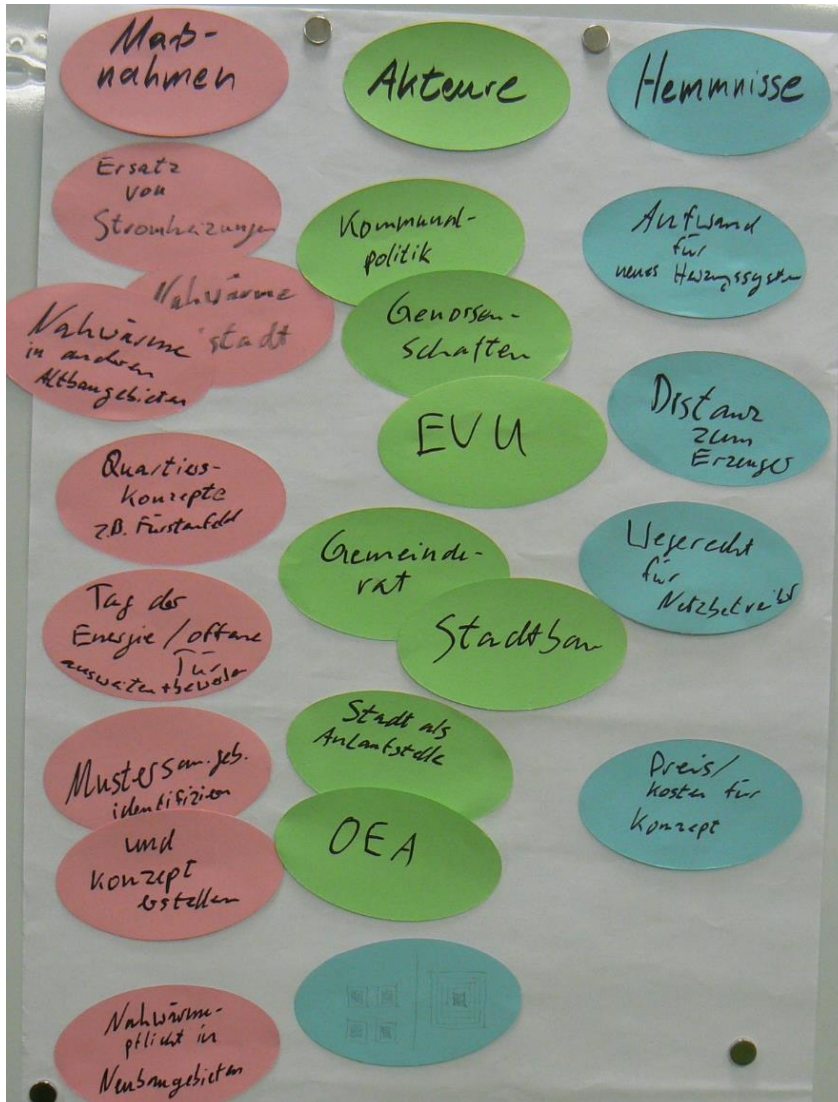 Maß-
nahmen
Ersatz
von
Stromheizungen
Nahwärme
stadt
Nahwärme
in anderen
Altbaugebieten
Quartiers-
konzepte
z.B. Fürstenfeld
Tag der
Energie / offene
Tür
ausweiten + bewerben
Mustersan.geb.
identifizieren
und
Konzept
erstellen
Nahwärme-
pflicht in
Neubaugebieten
Akteure
Kommunal-
politik
Genossen-
schaften
EVU
Gemeinde-
rat
Stadtbau
Stadt als
Anlaufstelle
OEA
Hemmnisse
Aufwand
für
neues Heizungssystem
Distanz
zum
Erzeuger
Wegerecht
für
Netzbetreiber
Preis/
Kosten für
Konzept